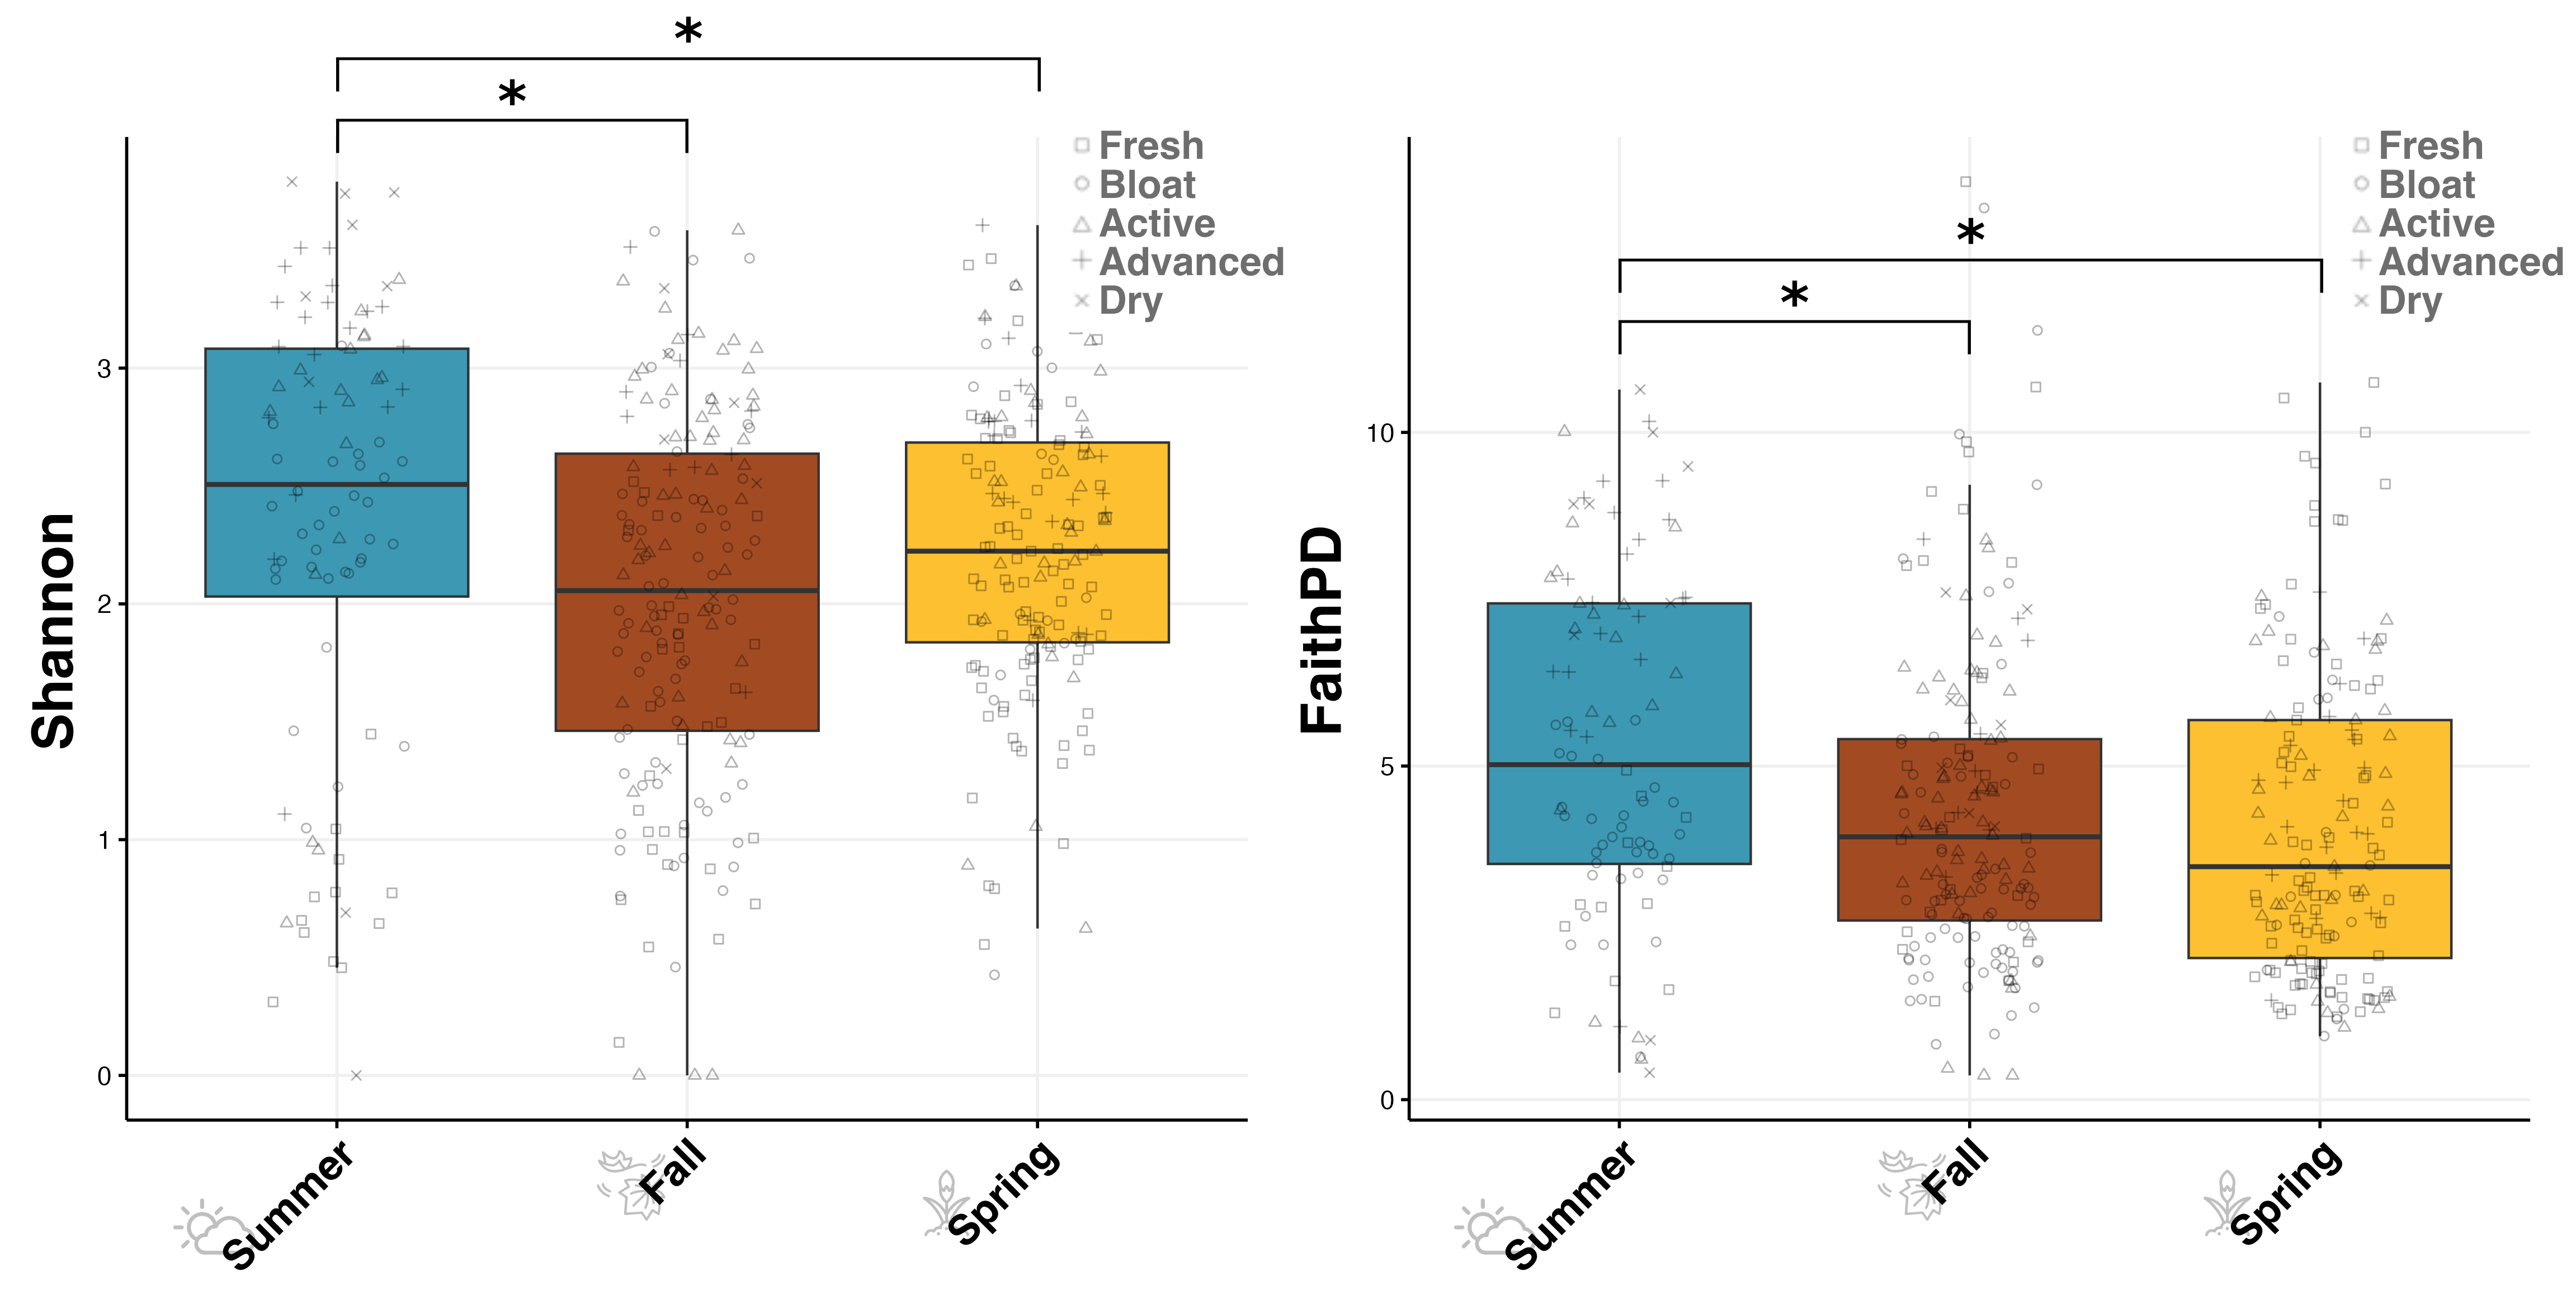 *
*
Fresh
Bloat
Active
Advanced
Dry
Shannon
3
2
1
0
Summer
Fall
Spring
*
*
Fresh
Bloat
Active
Advanced
Dry
FaithPD
10
5
0
Summer
Fall
Spring